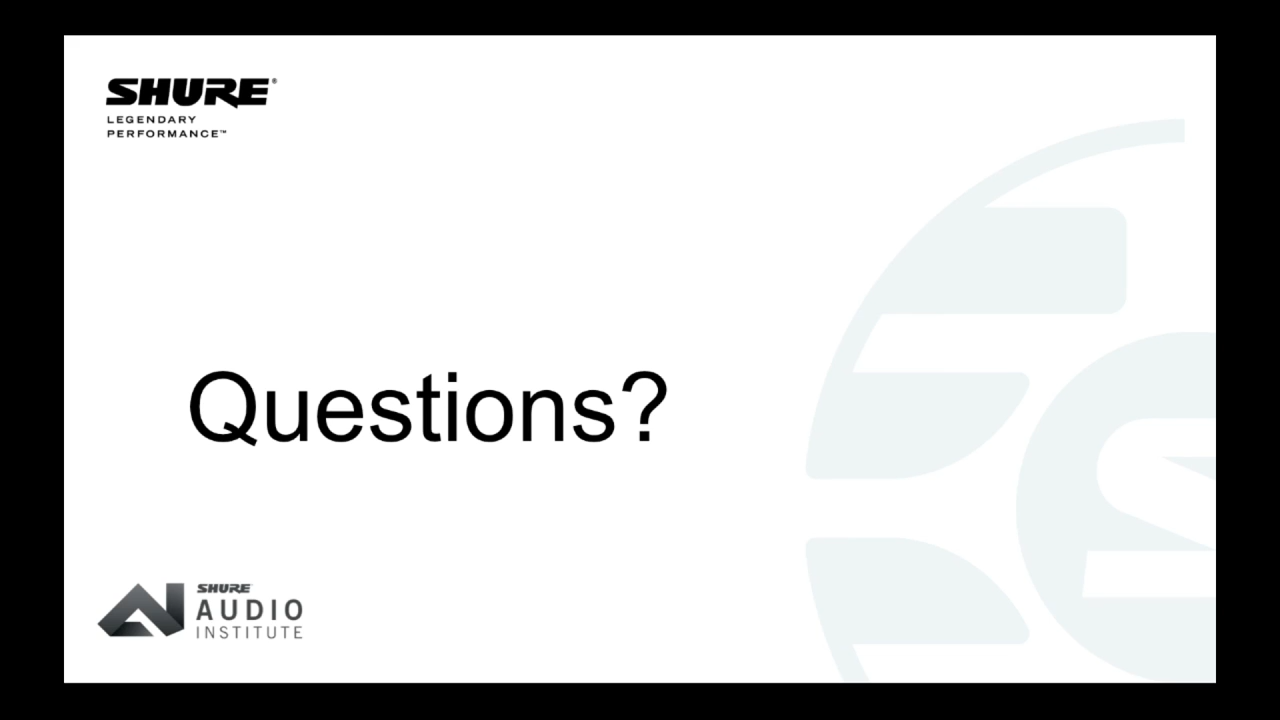 SHURE®
LEGENDARY
PERFORMANCE™
Questions?
SHURE
AUDIO
INSTITUTE